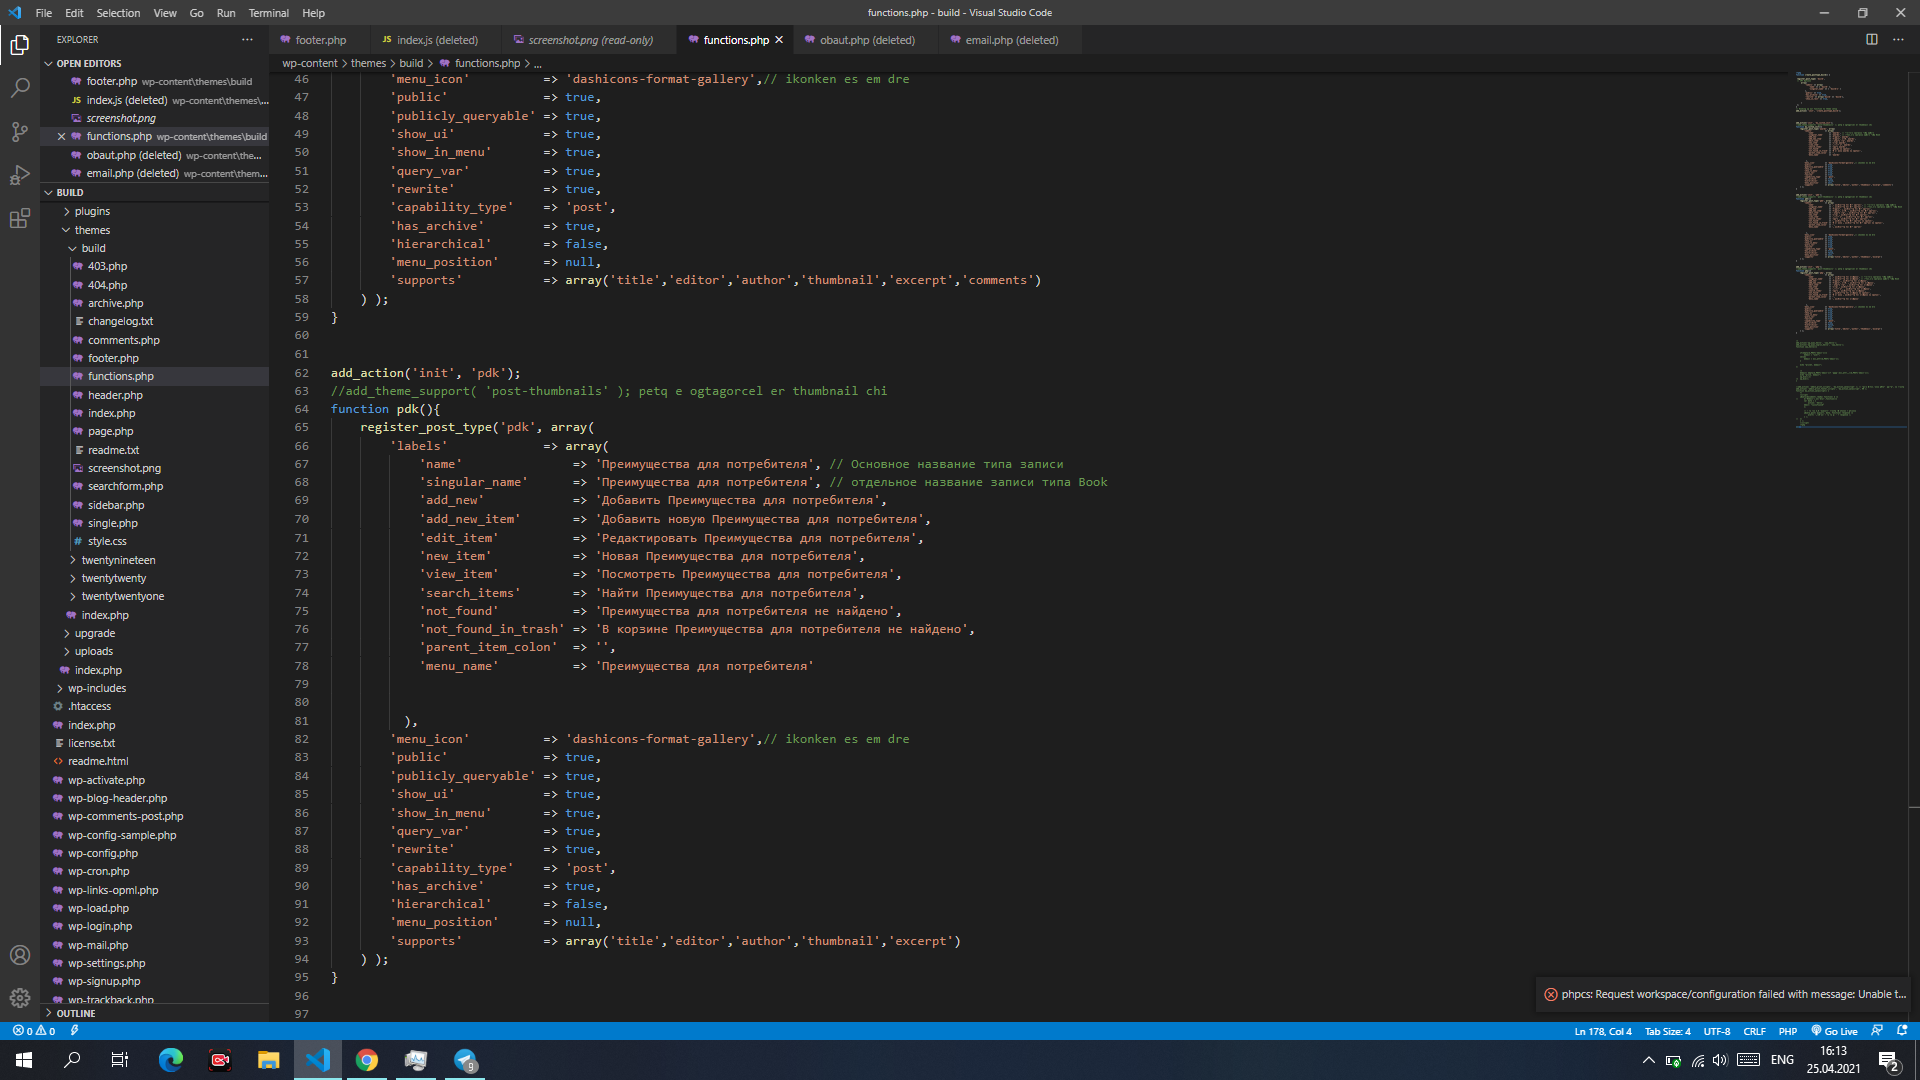 File Edit Selection View Go Run Terminal Help
functions.php - build - Visual Studio Code
EXPLORER
footer.php
index.js (deleted)
screenshot.png (read-only)
functions.php
obaut.php (deleted)
email.php (deleted)
OPEN EDITORS
footer.php wp-content\themes\build
JS index.js (deleted) wp-content\themes\...
screenshot.png
functions.php wp-content\themes\build
obaut.php (deleted) wp-content\the...
email.php (deleted) wp-content\them...
BUILD
plugins
themes
build
403.php
404.php
archive.php
changelog.txt
comments.php
footer.php
functions.php
header.php
index.php
page.php
readme.txt
screenshot.png
searchform.php
sidebar.php
single.php
# style.css
twentynineteen
twentytwenty
twentytwentyone
index.php
upgrade
uploads
index.php
wp-includes
.htaccess
index.php
license.txt
readme.html
wp-activate.php
wp-blog-header.php
wp-comments-post.php
wp-config-sample.php
wp-config.php
wp-cron.php
wp-links-opml.php
wp-load.php
wp-login.php
wp-mail.php
wp-settings.php
wp-signup.php
wp-trackback.php
OUTLINE
wp-content > themes > build > functions.php > ...
46 'menu_icon' => 'dashicons-format-gallery',// ikonken es em dre
47 'public' => true,
48 'publicly_queryable' => true,
49 'show_ui' => true,
50 'show_in_menu' => true,
51 'query_var' => true,
52 'rewrite' => true,
53 'capability_type' => 'post',
54 'has_archive' => true,
55 'hierarchical' => false,
56 'menu_position' => null,
57 'supports' => array('title','editor','author','thumbnail','excerpt','comments')
58 ) );
59 }
60
61
62 add_action('init', 'pdk');
63 //add_theme_support( 'post-thumbnails' ); petq e ogtagorcel er thumbnail chi
64 function pdk(){
65 register_post_type('pdk', array(
66 'labels' => array(
67 'name' => 'Преимущества для потребителя', // Основное название типа записи
68 'singular_name' => 'Преимущества для потребителя', // отдельное название записи типа Book
69 'add_new' => 'Добавить Преимущества для потребителя',
70 'add_new_item' => 'Добавить новую Преимущества для потребителя',
71 'edit_item' => 'Редактировать Преимущества для потребителя',
72 'new_item' => 'Новая Преимущества для потребителя',
73 'view_item' => 'Посмотреть Преимущества для потребителя',
74 'search_items' => 'Найти Преимущества для потребителя',
75 'not_found' => 'Преимущества для потребителя не найдено',
76 'not_found_in_trash' => 'В корзине Преимущества для потребителя не найдено',
77 'parent_item_colon' => '',
78 'menu_name' => 'Преимущества для потребителя'
79
80
81 ),
82 'menu_icon' => 'dashicons-format-gallery',// ikonken es em dre
83 'public' => true,
84 'publicly_queryable' => true,
85 'show_ui' => true,
86 'show_in_menu' => true,
87 'query_var' => true,
88 'rewrite' => true,
89 'capability_type' => 'post',
90 'has_archive' => true,
91 'hierarchical' => false,
92 'menu_position' => null,
93 'supports' => array('title','editor','author','thumbnail','excerpt')
94 ) );
95 }
96
97
phpcs: Request workspace/configuration failed with message: Unable t...
0 0
Ln 178, Col 4 Tab Size: 4 UTF-8 CRLF PHP Go Live
9
ENG
16:13
25.04.2021
2